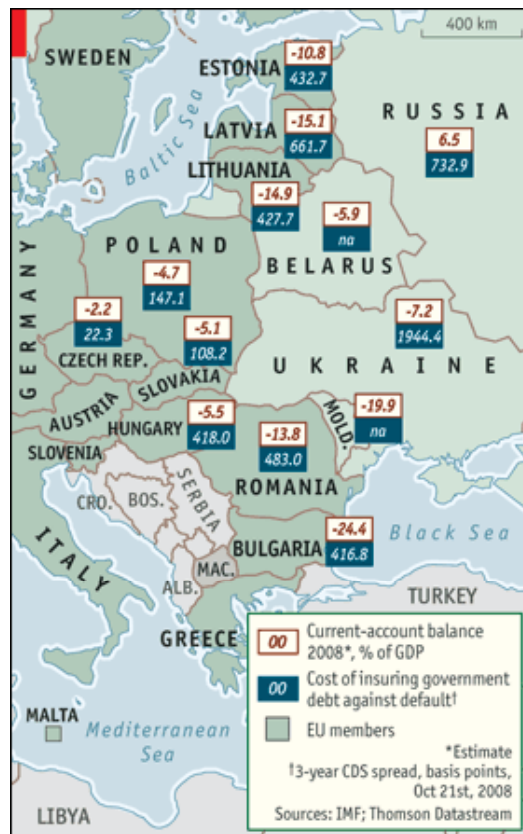 400 km
SWEDEN
ESTONIA
-10.8
432.7
Baltic Sea
LATVIA
-15.1
661.7
RUSSIA
6.5
732.9
LITHUANIA
-14.9
427.7
-5.9
na
BELARUS
GERMANY
POLAND
-4.7
147.1
-2.2
22.3
CZECH REP.
-5.1
108.2
SLOVAKIA
-7.2
1944.4
UKRAINE
AUSTRIA
HUNGARY
-5.5
418.0
-13.8
483.0
ROMANIA
MOLD.
-19.9
na
SLOVENIA
CRO.
BOS.
SERBIA
ITALY
BULGARIA
-24.4
416.8
Black Sea
MAC.
ALB.
TURKEY
GREECE
MALTA
Mediterranean
Sea
LIBYA
00 Current-account balance
2008*, % of GDP
00 Cost of insuring government
debt against default†
EU members
*Estimate
†3-year CDS spread, basis points,
Oct 21st, 2008
Sources: IMF; Thomson Datastream